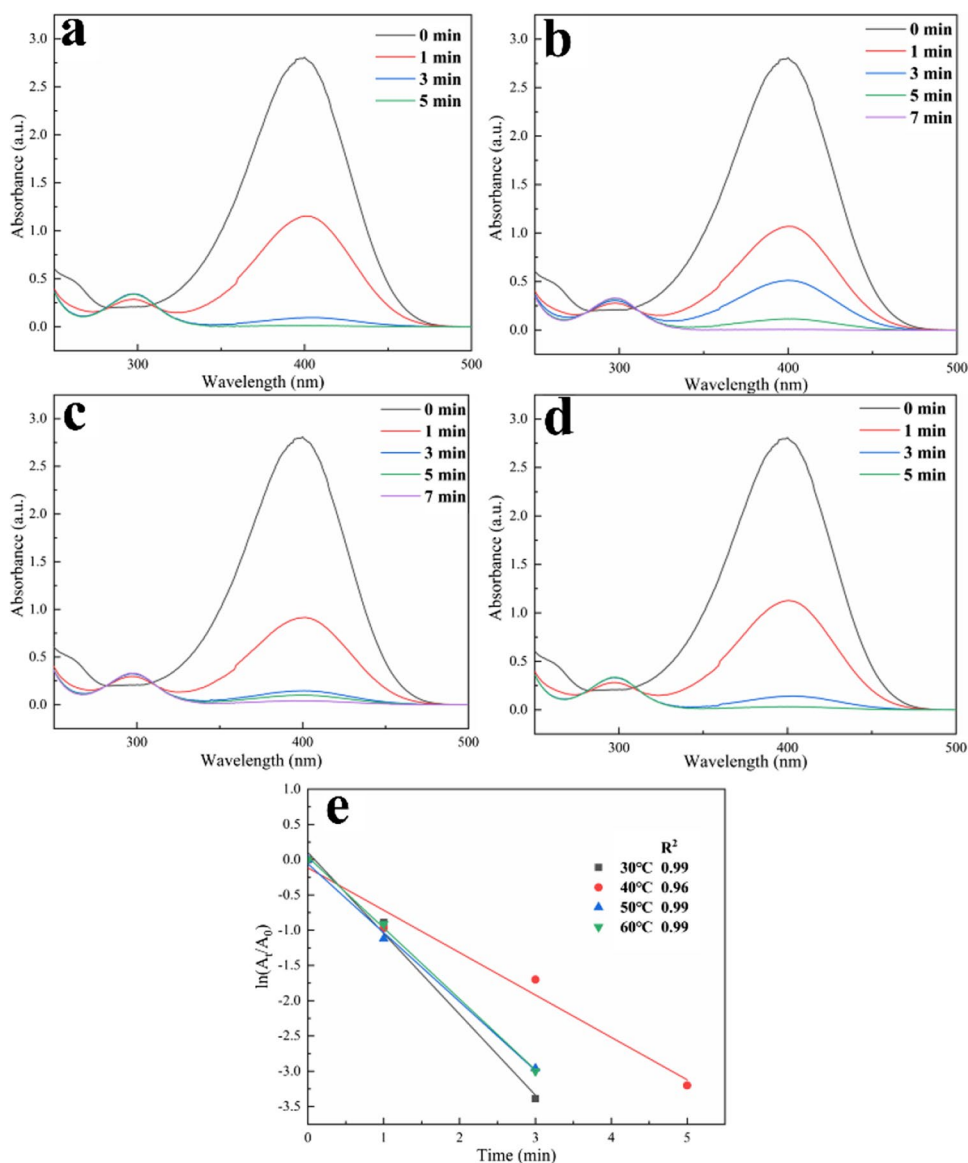 a
0 min
1 min
3 min
5 min
3.0
2.5
2.0
1.5
1.0
0.5
0.0
Absorbance (a.u.)
300
400
500
Wavelength (nm)
b
0 min
1 min
3 min
5 min
7 min
3.0
2.5
2.0
1.5
1.0
0.5
0.0
Absorbance (a.u.)
300
400
500
Wavelength (nm)
c
0 min
1 min
3 min
5 min
7 min
3.0
2.5
2.0
1.5
1.0
0.5
0.0
Absorbance (a.u.)
300
400
500
Wavelength (nm)
d
0 min
1 min
3 min
5 min
3.0
2.5
2.0
1.5
1.0
0.5
0.0
Absorbance (a.u.)
300
400
500
Wavelength (nm)
e
R²
30°C 0.99
40°C 0.96
50°C 0.99
60°C 0.99
1.0
0.5
0.0
-0.5
-1.0
-1.5
-2.0
-2.5
-3.0
-3.5
ln(Aₜ/A₀)
0
1
2
3
4
5
Time (min)